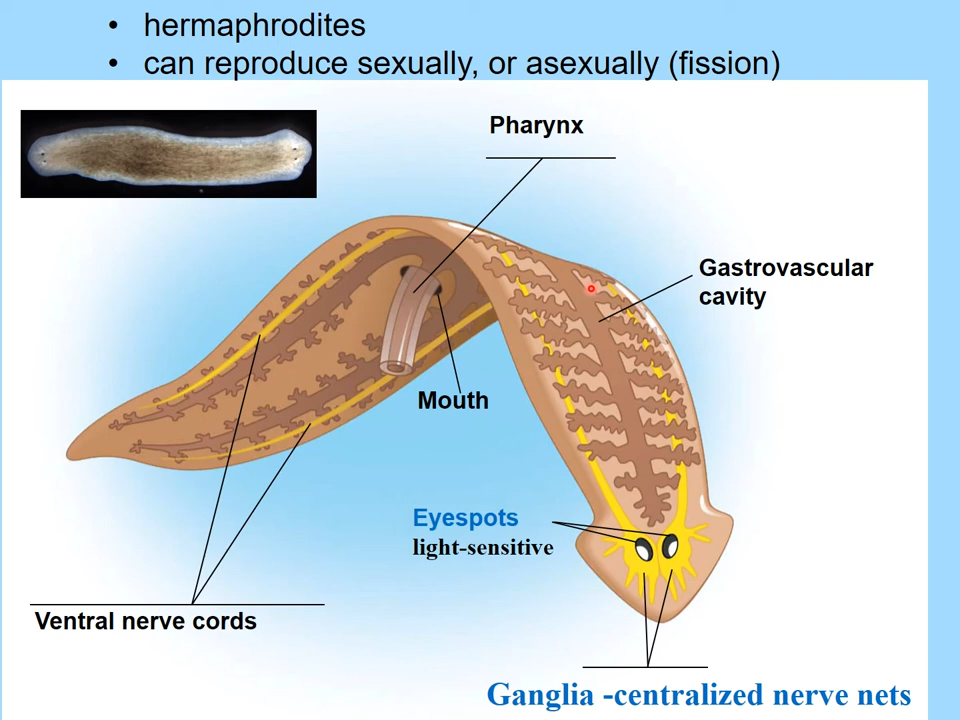 • hermaphrodites
• can reproduce sexually, or asexually (fission)
Pharynx
Gastrovascular
cavity
Mouth
Eyespots
light-sensitive
Ventral nerve cords
Ganglia -centralized nerve nets